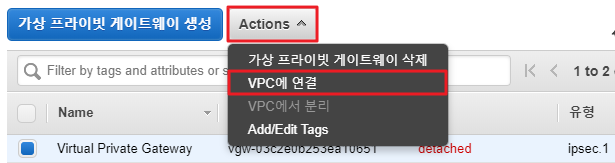 가상 프라이빗 게이트웨이 생성
Actions
Filter by tags and attributes or s
1 to 2
Name
유형
가상 프라이빗 게이트웨이 삭제
VPC에 연결
VPC에서 분리
Add/Edit Tags
Virtual Private Gateway
vgw-03c2e0b253ea10651
detached
ipsec.1